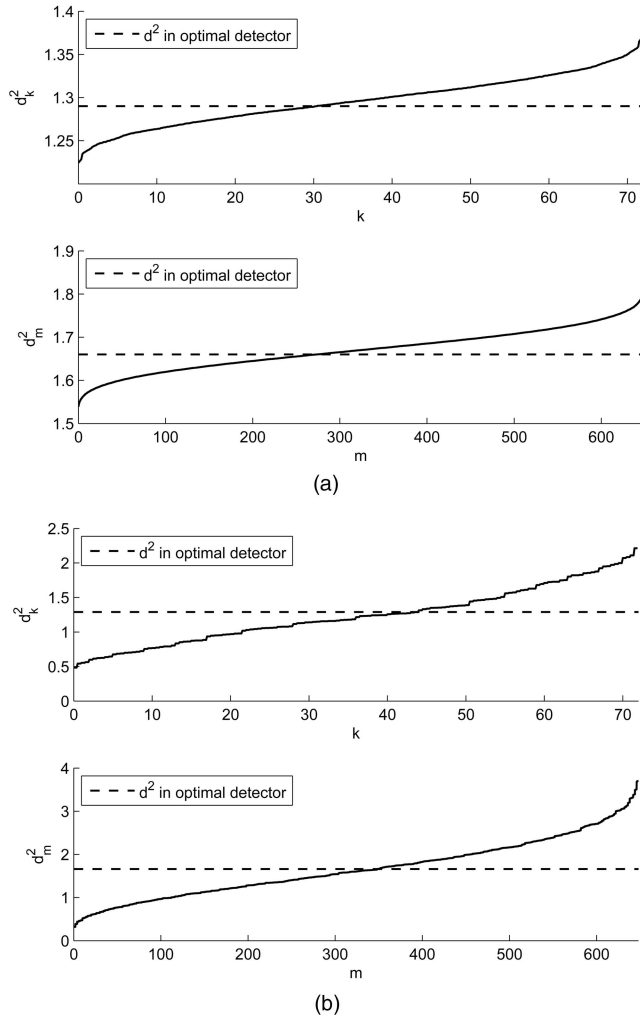 1.4
d² in optimal detector
1.35
d²ₖ
1.3
1.25
0 10 20 30 40 50 60 70
k
1.9
d² in optimal detector
1.8
d²ₘ
1.7
1.6
1.5
0 100 200 300 400 500 600
m
(a)
2.5
d² in optimal detector
2
d²ₖ
1.5
1
0.5
0
0 10 20 30 40 50 60 70
k
4
d² in optimal detector
3
d²ₘ
2
1
0
0 100 200 300 400 500 600
m
(b)